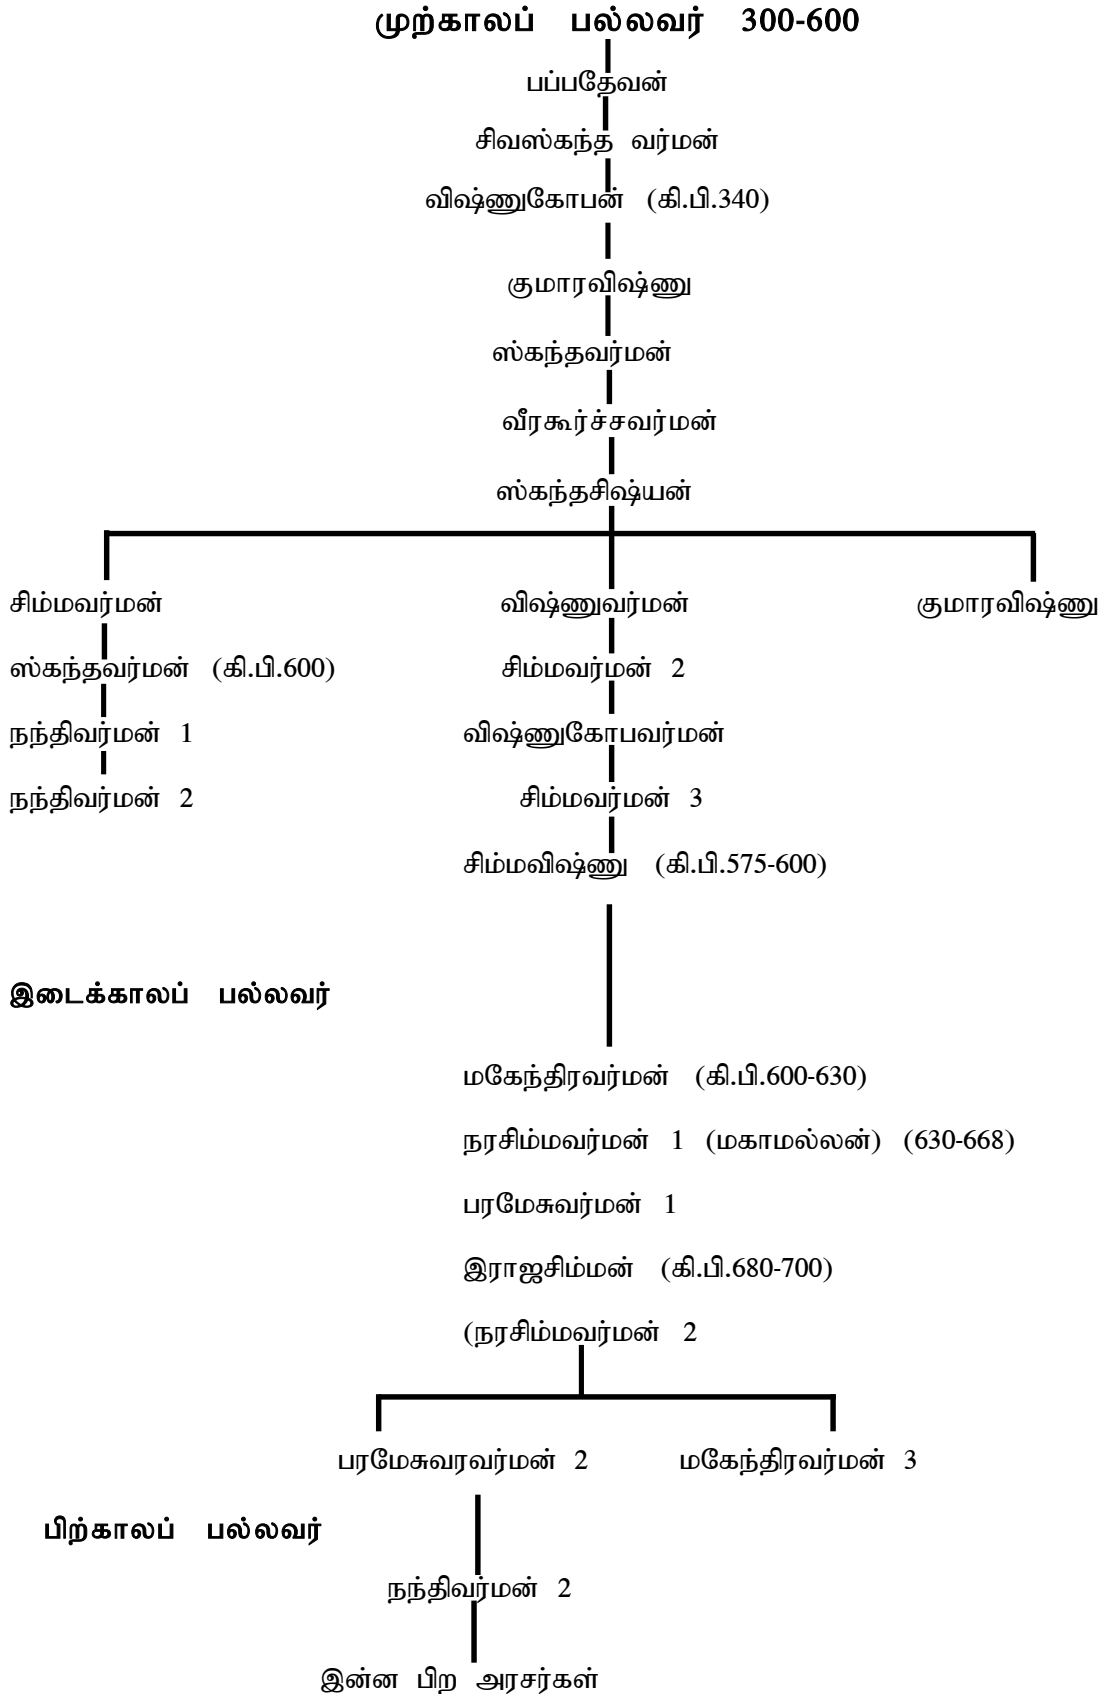 முற்காலப் பல்லவர் 300-600
பப்பதேவன்
சிவஸ்கந்த வர்மன்
விஷ்ணுகோபன் (கி.பி.340)
குமாரவிஷ்ணு
ஸ்கந்தவர்மன்
வீரகூர்ச்சவர்மன்
ஸ்கந்தசிஷ்யன்
சிம்மவர்மன் விஷ்ணுவர்மன் குமாரவிஷ்ணு
ஸ்கந்தவர்மன் (கி.பி.600) சிம்மவர்மன் 2
நந்திவர்மன் 1 விஷ்ணுகோபவர்மன்
நந்திவர்மன் 2 சிம்மவர்மன் 3
சிம்மவிஷ்ணு (கி.பி.575-600)
இடைக்காலப் பல்லவர்
மகேந்திரவர்மன் (கி.பி.600-630)
நரசிம்மவர்மன் 1 (மகாமல்லன்) (630-668)
பரமேசுவர்மன் 1
இராஜசிம்மன் (கி.பி.680-700)
(நரசிம்மவர்மன் 2
பரமேசுவரவர்மன் 2 மகேந்திரவர்மன் 3
பிற்காலப் பல்லவர்
நந்திவர்மன் 2
இன்ன பிற அரசர்கள்